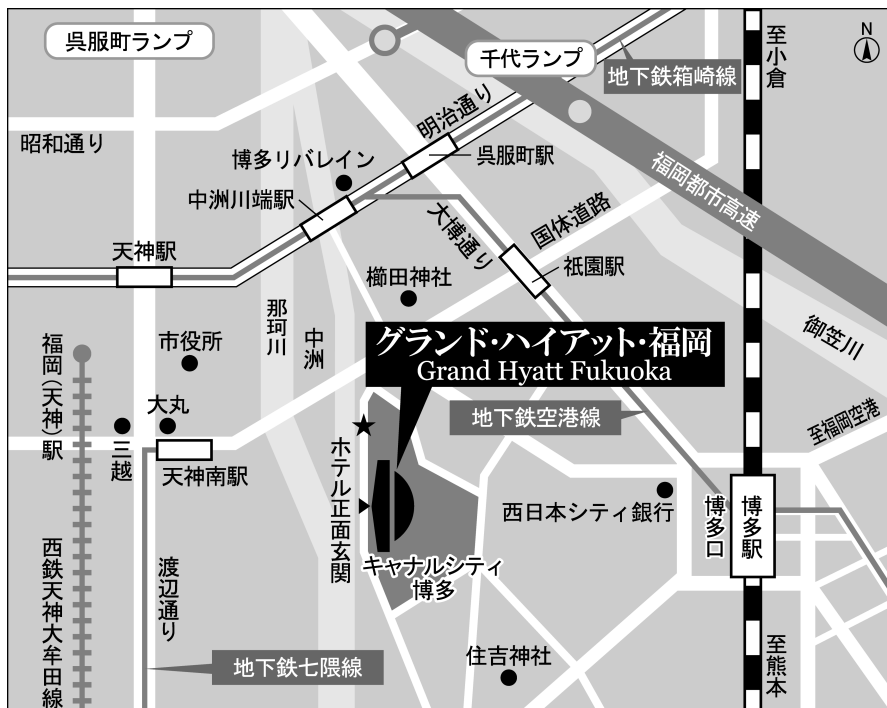 呉服町ランプ
千代ランプ
地下鉄箱崎線
至小倉
N
昭和通り
明治通り
博多リバレイン
呉服町駅
中洲川端駅
福岡都市高速
大博通り
国体道路
天神駅
祇園駅
櫛田神社
那珂川
中洲
御笠川
市役所
福岡(天神)駅
グランド・ハイアット・福岡
Grand Hyatt Fukuoka
大丸
三越
地下鉄空港線
至福岡空港
天神南駅
ホテル正面玄関
西日本シティ銀行
博多口
博多駅
キャナルシティ
博多
西鉄天神大牟田線
渡辺通り
地下鉄七隈線
住吉神社
至熊本